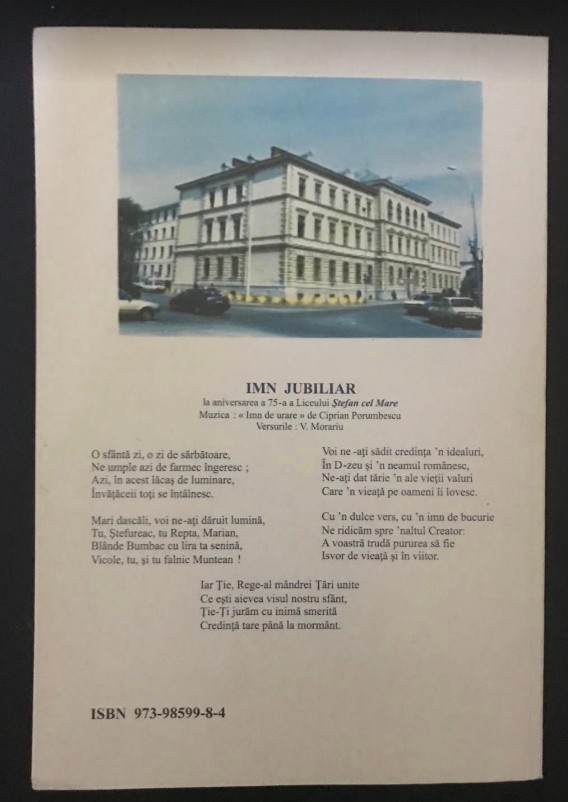 IMN JUBILIAR
la aniversarea a 75-a a Liceului Ştefan cel Mare
Muzica : « Imn de urare » de Ciprian Porumbescu
Versurile : V. Morariu
O sfântă zi, o zi de sărbătoare,
Ne umple azi de farmec îngeresc ;
Azi, în acest lăcaş de luminare,
Învăţăceii toţi se întâlnesc.
Mari dascăli, voi ne-aţi dăruit lumină,
Tu, Ştefureac, tu Repta, Marian,
Blânde Bumbac cu lira ta senină,
Vicole, tu, şi tu falnic Muntean !
Voi ne -aţi sădit credinţa 'n idealuri,
În D-zeu şi 'n neamul românesc,
Ne-aţi dat tărie 'n ale vieţii valuri
Care 'n vieaţă pe oameni îi lovesc.
Cu 'n dulce vers, cu 'n imn de bucurie
Ne ridicăm spre 'naltul Creator:
A voastră trudă pururea să fie
Isvor de vieaţă şi în viitor.
Iar Ţie, Rege-al mândrei Ţări unite
Ce eşti aievea visul nostru sfânt,
Ţie-Ţi jurăm cu inimă smerită
Credinţă tare până la mormânt.
ISBN 973-98599-8-4